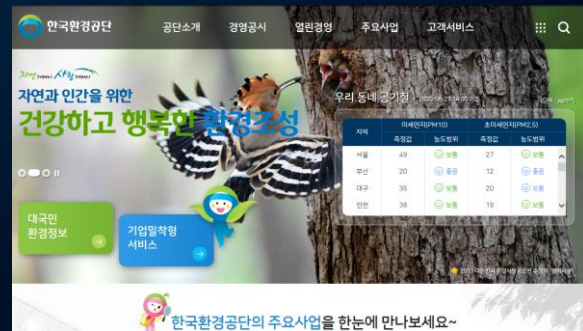 한국환경공단
공단소개 경영공시 열린경영 주요사업 고객서비스
자연과 인간을 위한
건강하고 행복한 환경조성
우리 동네 공기질
지역 미세먼지(PM10) 초미세먼지(PM2.5)
측정값 농도범위 측정값 농도범위
서울 49 보통 27 보통
부산 20 좋음 12 좋음
대구 35 보통 20 보통
인천 38 보통 19 보통
대국민
환경정보
기업밀착형
서비스
한국환경공단의 주요사업을 한눈에 만나보세요~